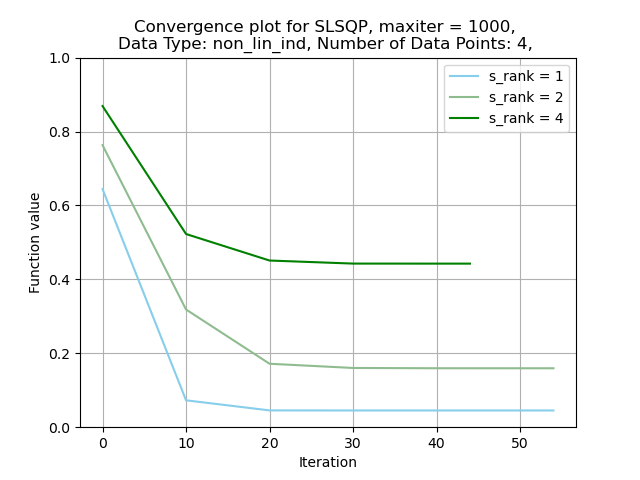 Convergence plot for SLSQP, maxiter = 1000,
Data Type: non_lin_ind, Number of Data Points: 4,
1.0
0.8
0.6
0.4
0.2
0.0
Function value
s_rank = 1
s_rank = 2
s_rank = 4
0 10 20 30 40 50
Iteration